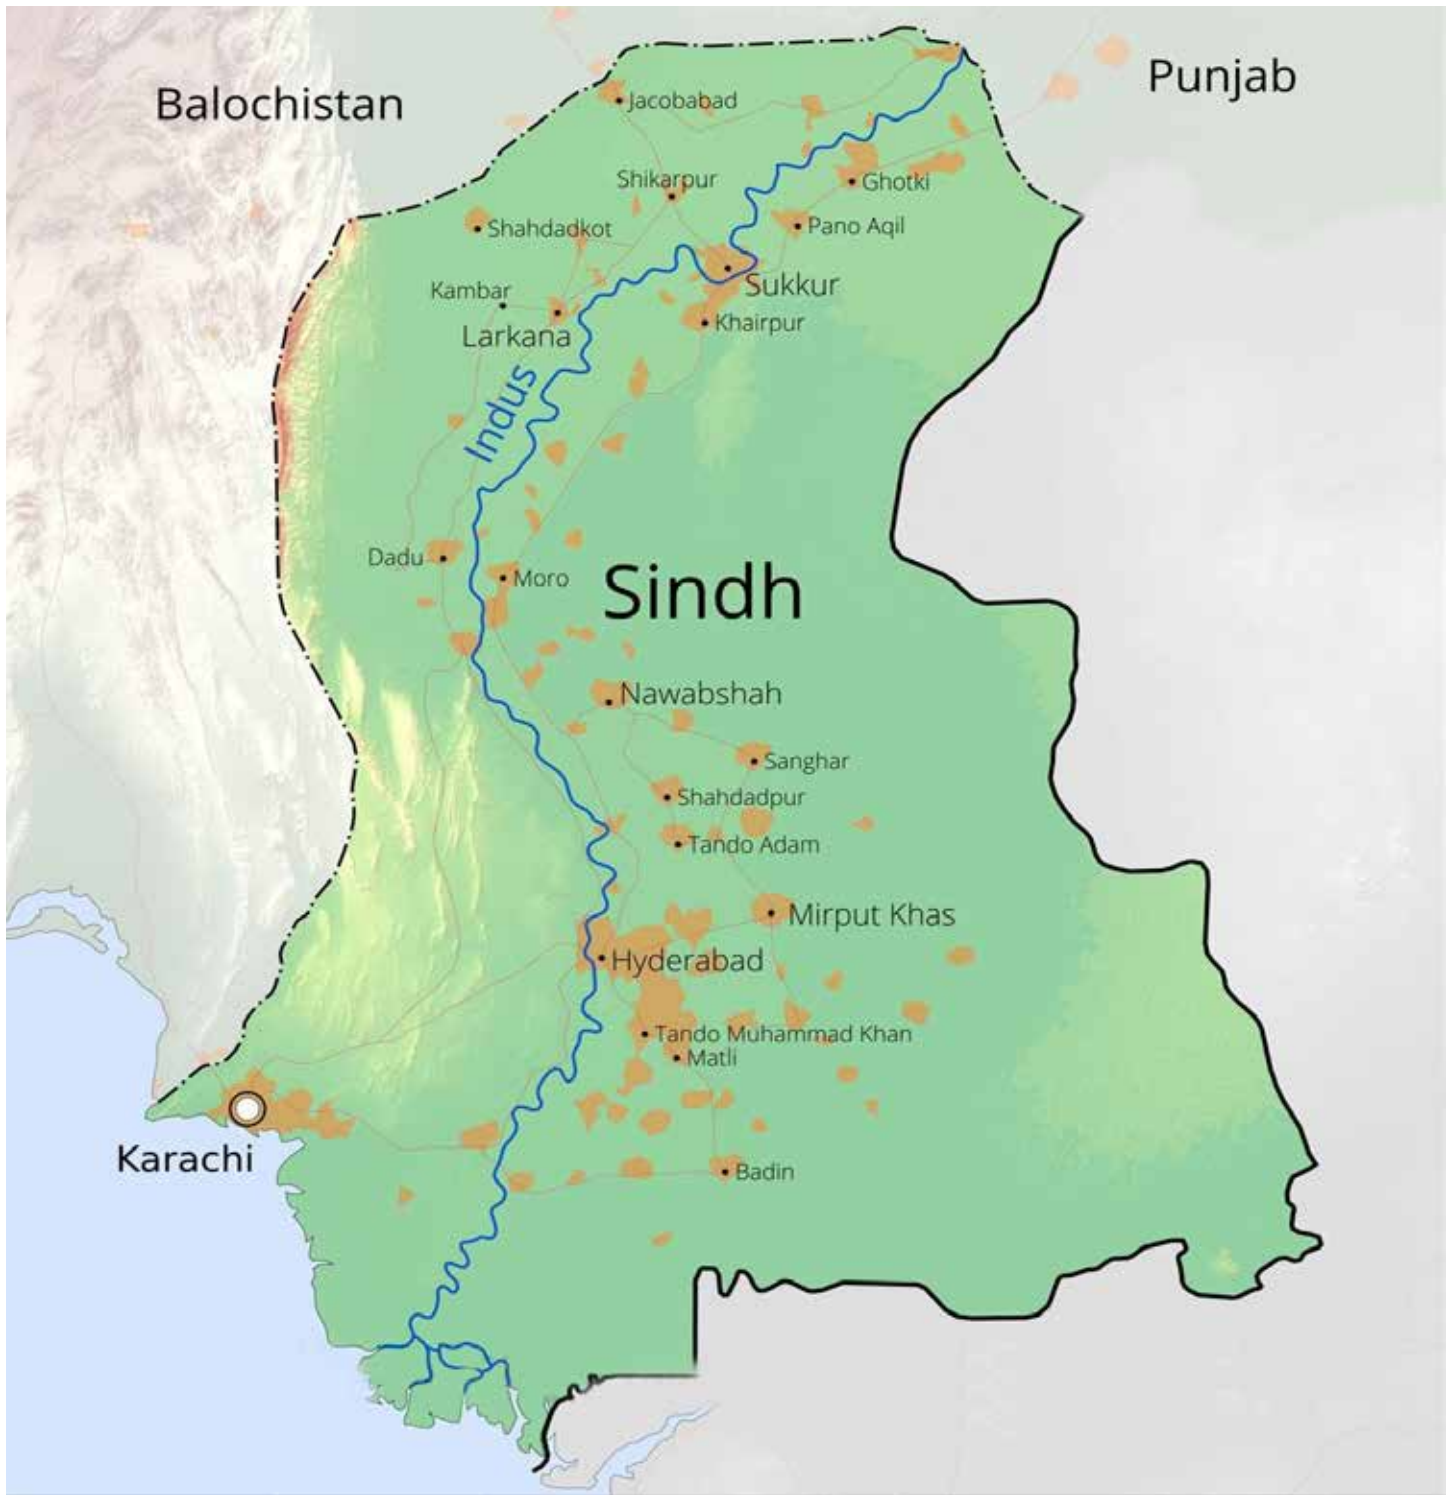 Punjab
Balochistan
Jacobabad
Shikarpur
Ghotki
Shahdadkot
Pano Aqil
Sukkur
Kambar
Khairpur
Larkana
Indus
Dadu
Moro
Sindh
Nawabshah
Sanghar
Shahdadpur
Tando Adam
Mirput Khas
Hyderabad
Tando Muhammad Khan
Matli
Karachi
Badin